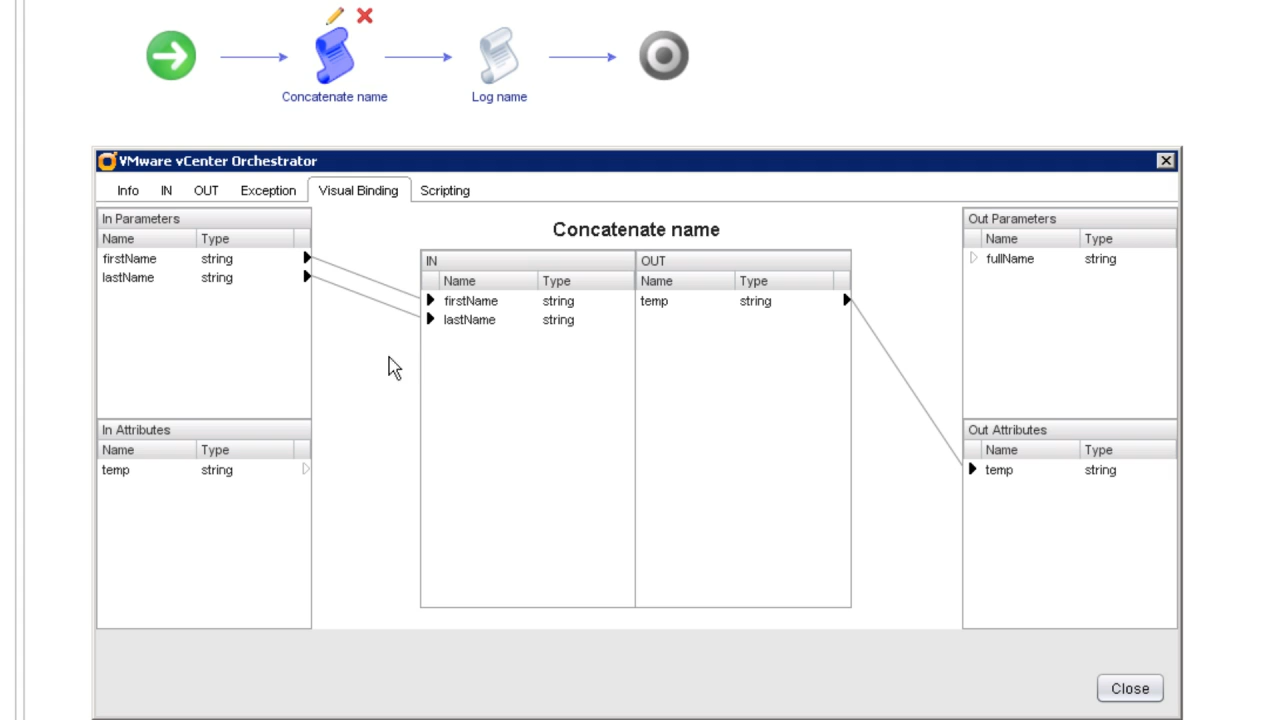 Concatenate name
Log name
VMware vCenter Orchestrator
Info IN OUT Exception Visual Binding Scripting
In Parameters
Name Type
firstName string
lastName string
In Attributes
Name Type
temp string
Concatenate name
IN OUT
Name Type Name Type
firstName string temp string
lastName string
Out Parameters
Name Type
fullName string
Out Attributes
Name Type
temp string
Close